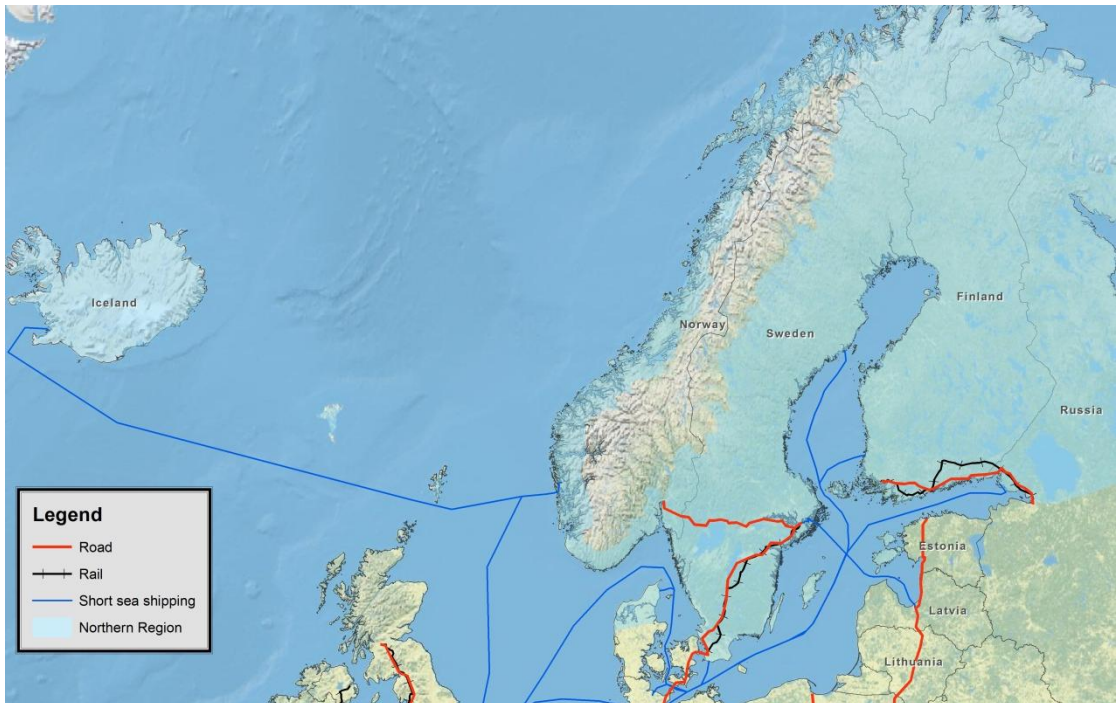 Iceland
Norway
Sweden
Finland
Russia
Estonia
Latvia
Lithuania
Legend
Road
Rail
Short sea shipping
Northern Region